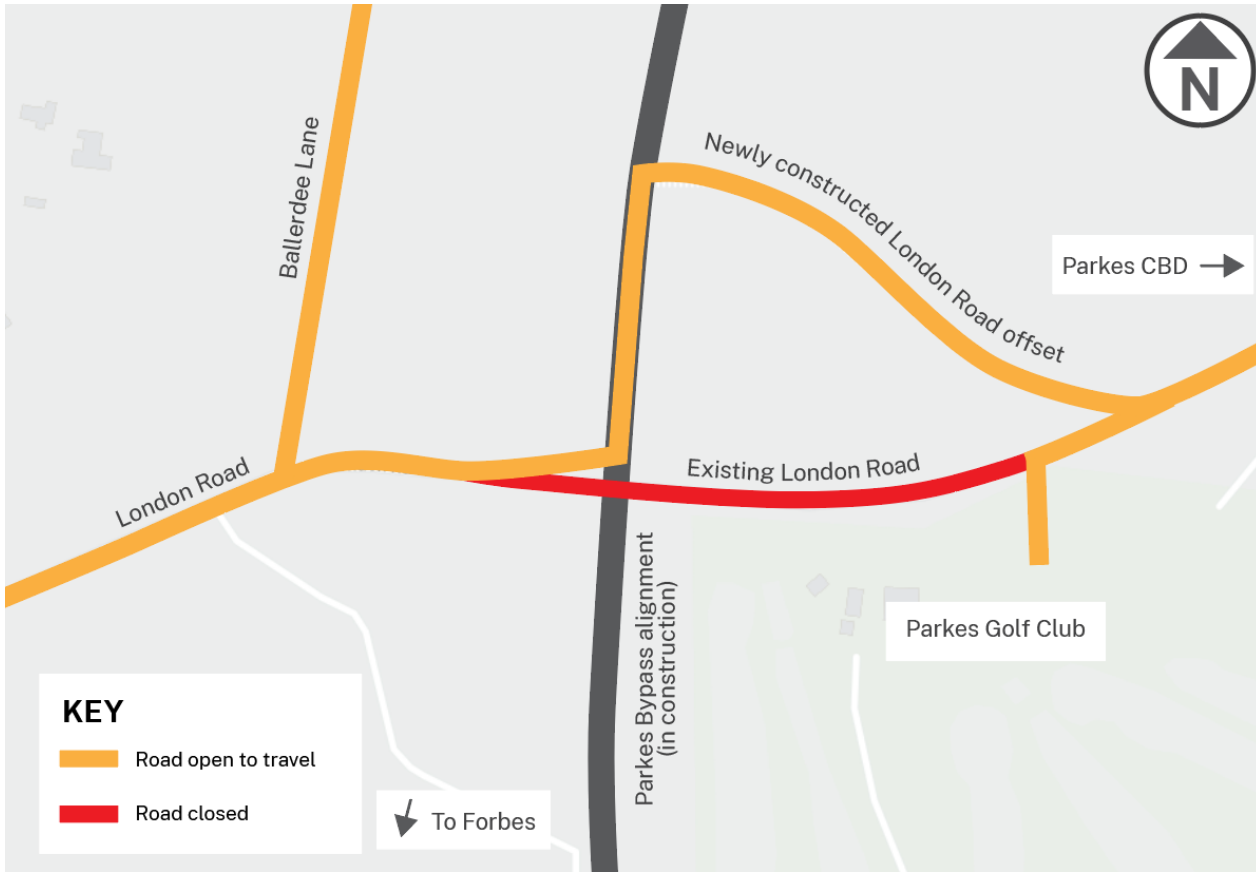 N
Ballerdee Lane
Newly constructed London Road offset
Parkes CBD
London Road
Existing London Road
Parkes Bypass alignment
(in construction)
Parkes Golf Club
KEY
Road open to travel
Road closed
To Forbes